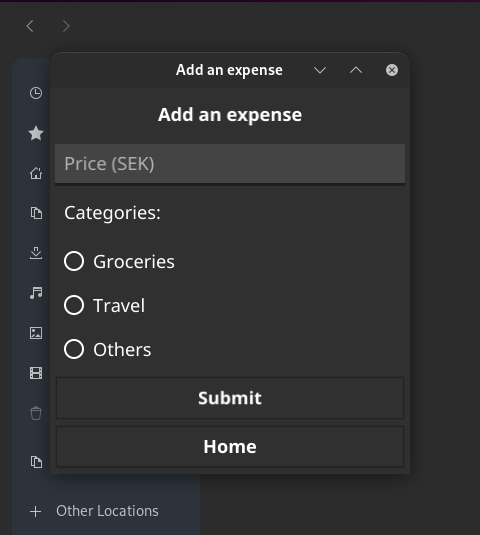 Add an expense
Add an expense
Price (SEK)
Categories:
Groceries
Travel
Others
Submit
Home
Other Locations